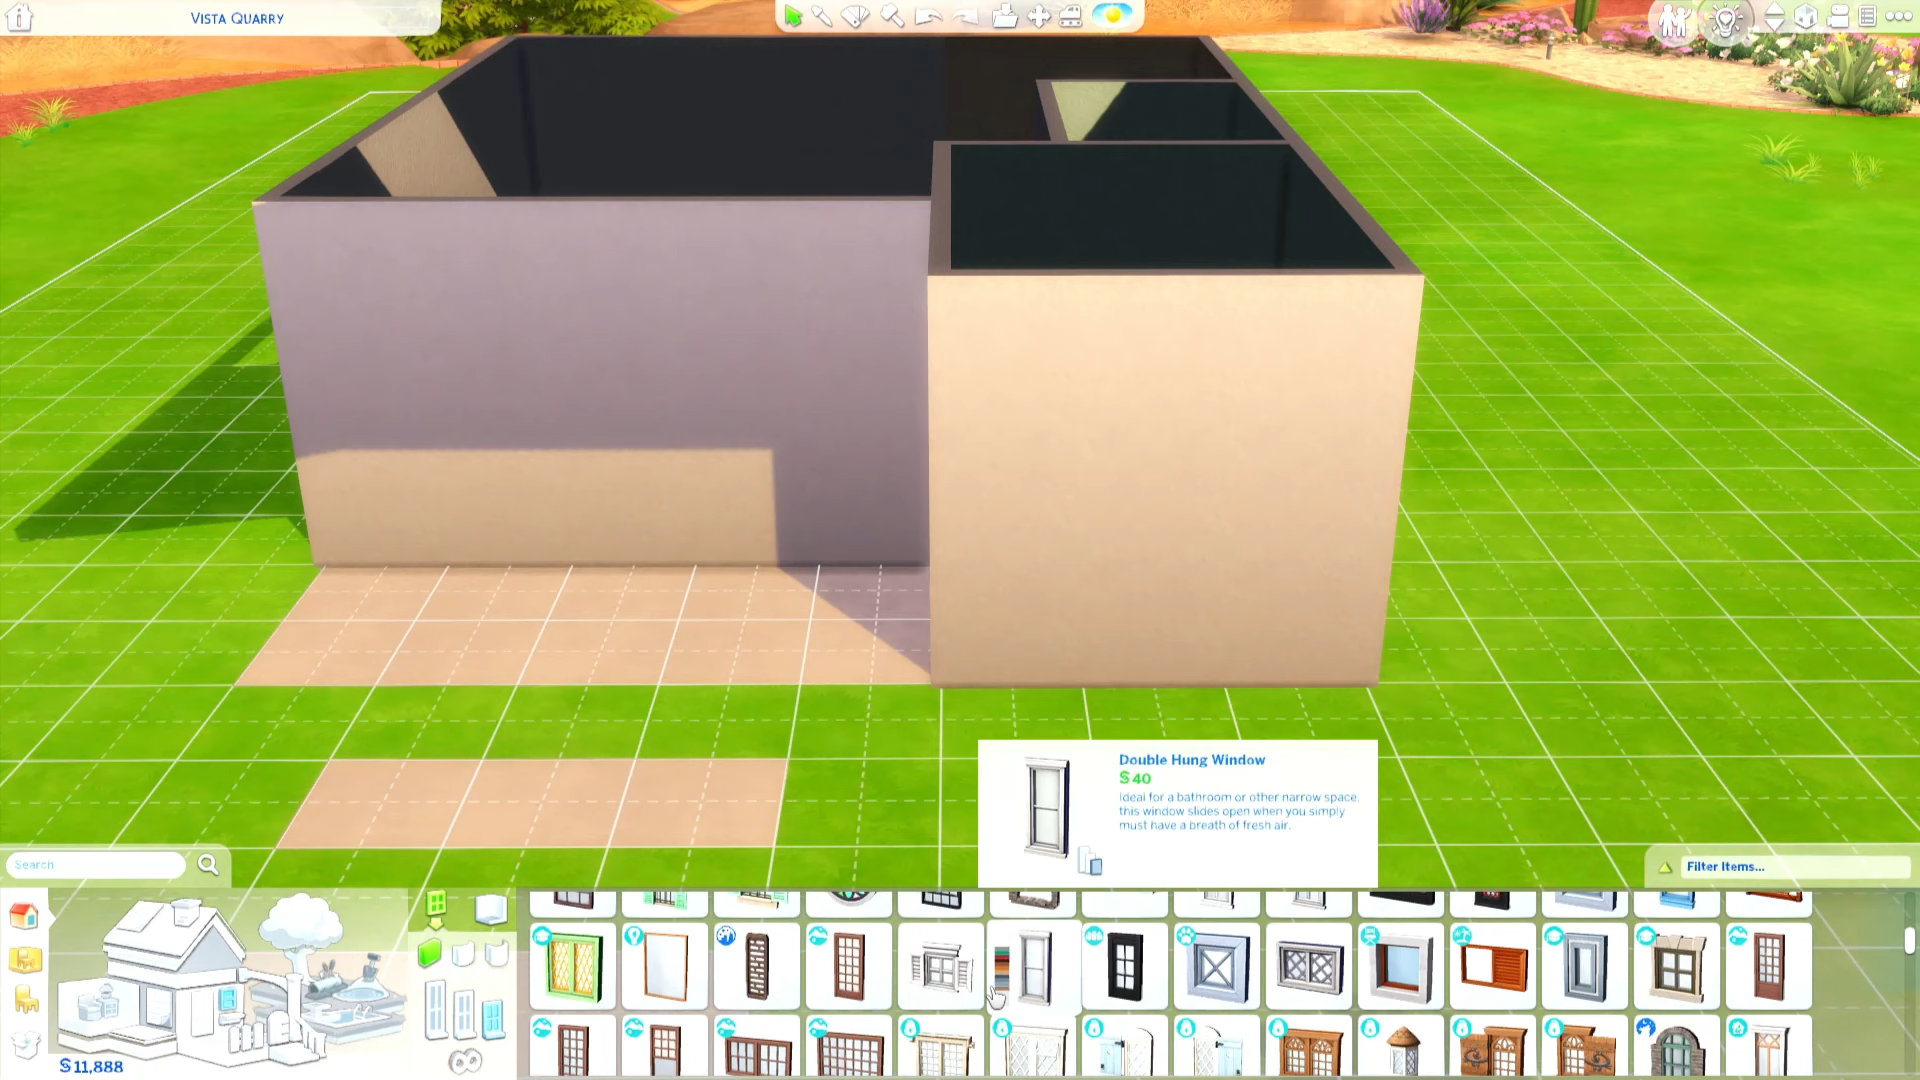 Vista Quarry
Double Hung Window
§40
Ideal for a bathroom or other narrow space,
this window slides open when you simply
must have a breath of fresh air.
Search
Filter Items...
§11,888